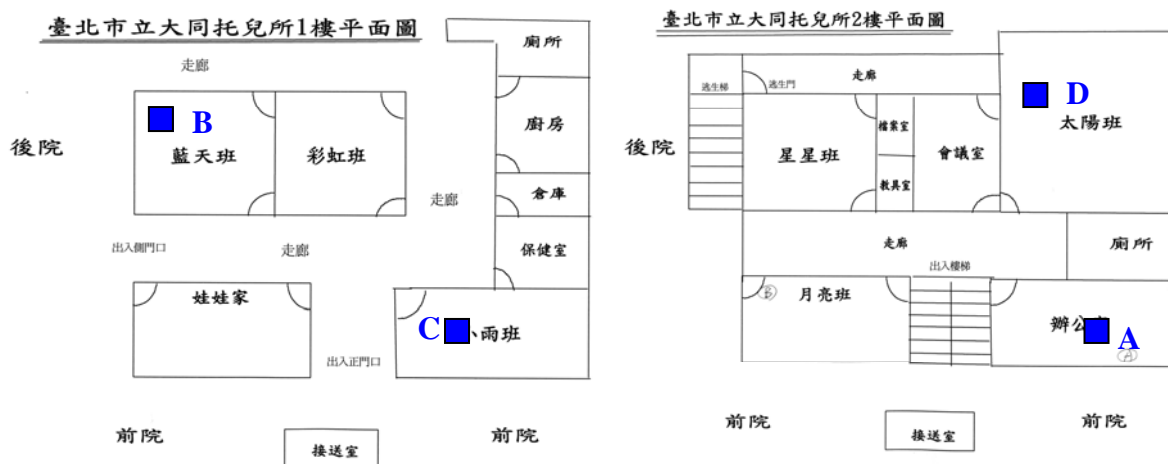 臺北市立大同托兒所1樓平面圖
廁所
走廊
廚房
B
藍天班
彩虹班
後院
倉庫
走廊
出入側門口
走廊
保健室
娃娃家
C
雨班
出入正門口
前院
前院
接送室
臺北市立大同托兒所2樓平面圖
走廊
逃生梯
逃生門
D
太陽班
檔案室
後院
星星班
會議室
教具室
走廊
廁所
出入樓梯
B
月亮班
辦公
A
A
前院
前院
接送室